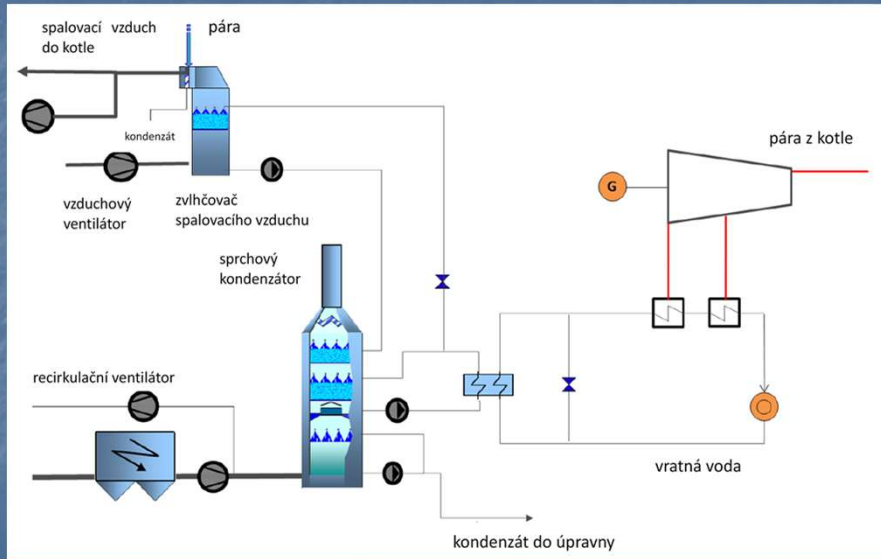 spalovací vzduch
do kotle
pára
kondenzát
vzduchový
ventilátor
zvlhčovač
spalovacího vzduchu
sprchový
kondenzátor
recirkulační ventilátor
pára z kotle
G
vratná voda
kondenzát do úpravny